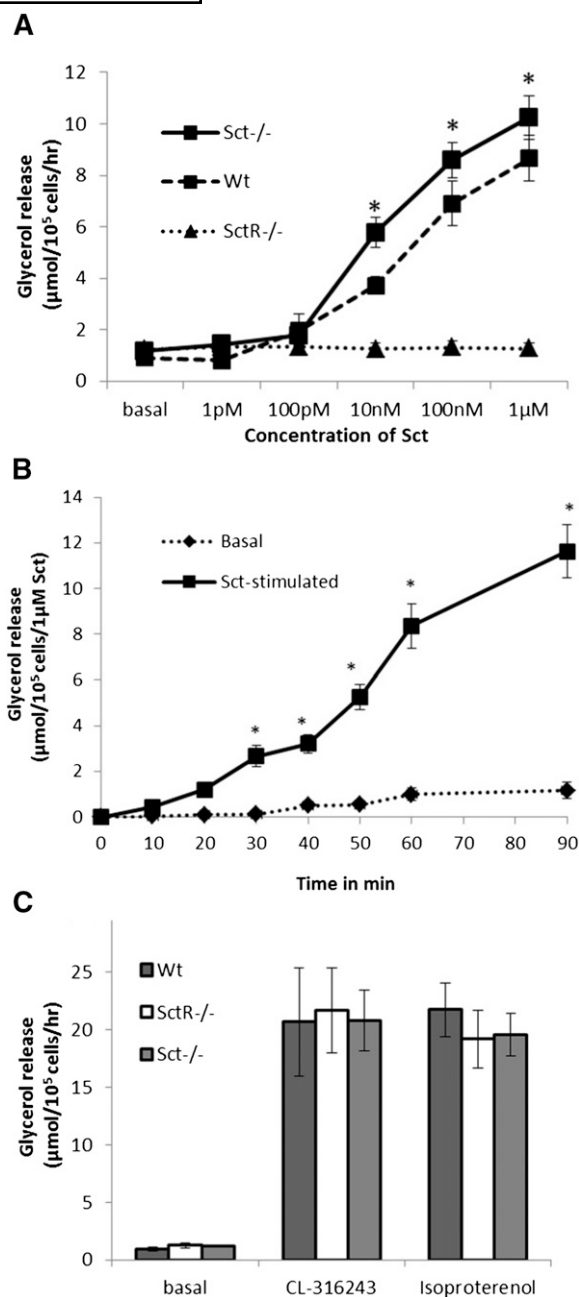 A
Glycerol release
(μmol/10⁵ cells/hr)
12
10
8
6
4
2
0
Sct-/-
Wt
SctR-/-
*
*
*
basal
1pM
100pM
10nM
100nM
1μM
Concentration of Sct
B
Glycerol release
(μmol/10⁵ cells/1μM Sct)
14
12
10
8
6
4
2
0
Basal
Sct-stimulated
*
*
*
*
*
0
10
20
30
40
50
60
70
80
90
Time in min
C
Glycerol release
(μmol/10⁵ cells/hr)
25
20
15
10
5
0
Wt
SctR-/-
Sct-/-
basal
CL-316243
Isoproterenol